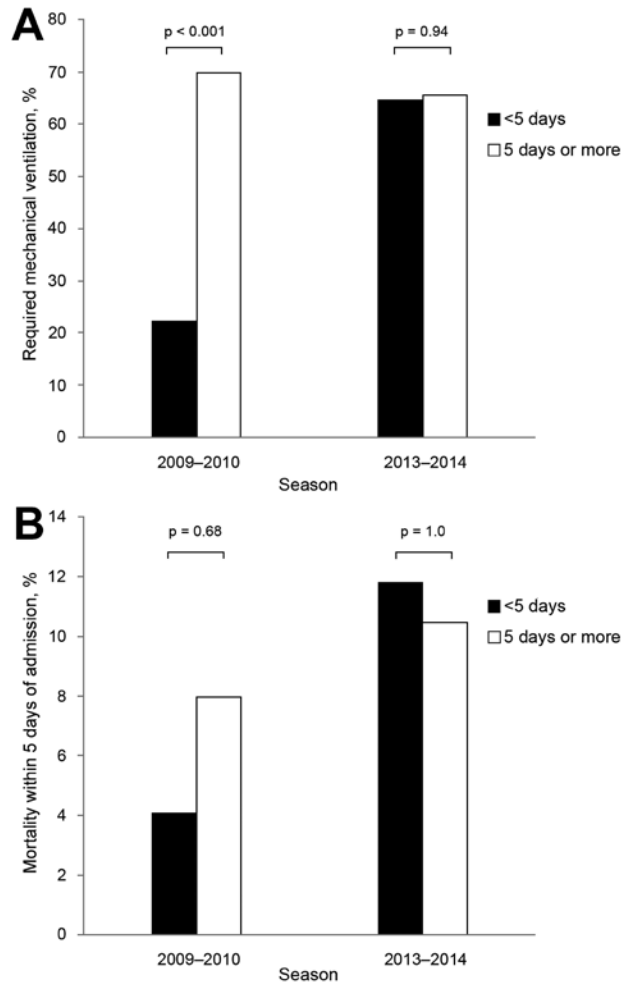 A
80
70
60
50
40
30
20
10
0
Required mechanical ventilation, %
p < 0.001
p = 0.94
<5 days
5 days or more
2009–2010
2013–2014
Season
B
14
12
10
8
6
4
2
0
Mortality within 5 days of admission, %
p = 0.68
p = 1.0
<5 days
5 days or more
2009–2010
2013–2014
Season